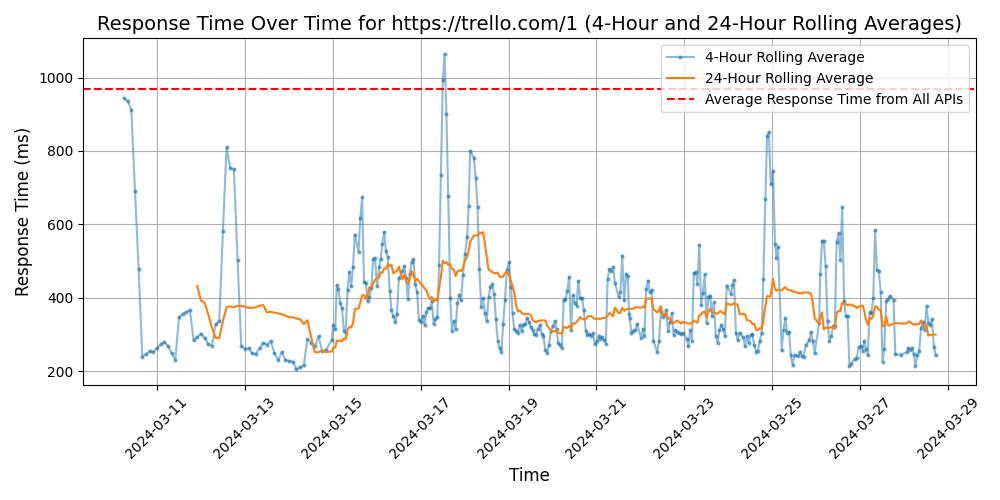 Response Time Over Time for https://trello.com/1 (4-Hour and 24-Hour Rolling Averages)
4-Hour Rolling Average
24-Hour Rolling Average
Average Response Time from All APIs
Response Time (ms)
1000
800
600
400
200
2024-03-11
2024-03-13
2024-03-15
2024-03-17
2024-03-19
2024-03-21
2024-03-23
2024-03-25
2024-03-27
2024-03-29
Time